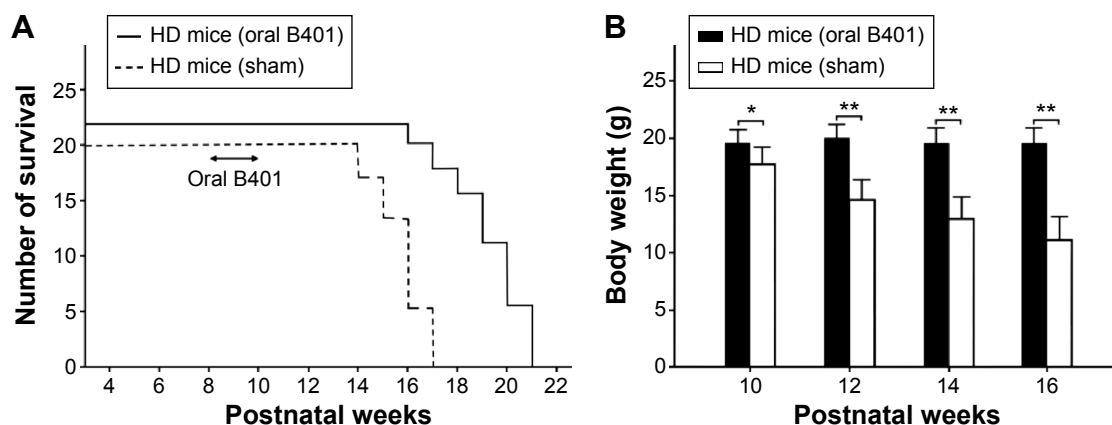 A
HD mice (oral B401)
HD mice (sham)
Number of survival
25
20
15
10
5
0
Oral B401
4 6 8 10 12 14 16 18 20 22
Postnatal weeks
B
HD mice (oral B401)
HD mice (sham)
Body weight (g)
25
20
15
10
5
0
* ** ** **
10 12 14 16
Postnatal weeks